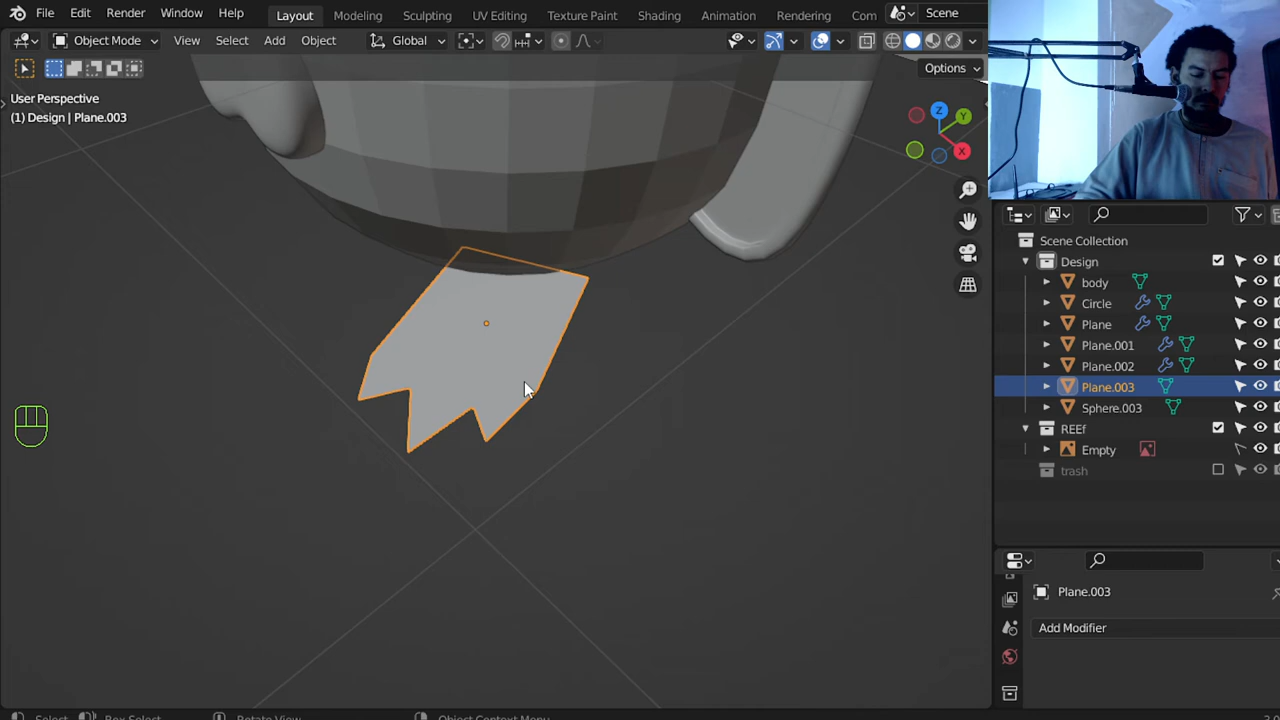 File Edit Render Window Help Layout Modeling Sculpting UV Editing Texture Paint Shading Animation Rendering Com Scene
Object Mode View Select Add Object Global
Options
User Perspective
(1) Design | Plane.003
Z
Y
X
Scene Collection
Design
body
Circle
Plane
Plane.001
Plane.002
Plane.003
Sphere.003
REEf
Empty
trash
Plane.003
Add Modifier
Select Box Select Rotate View Object Context Menu